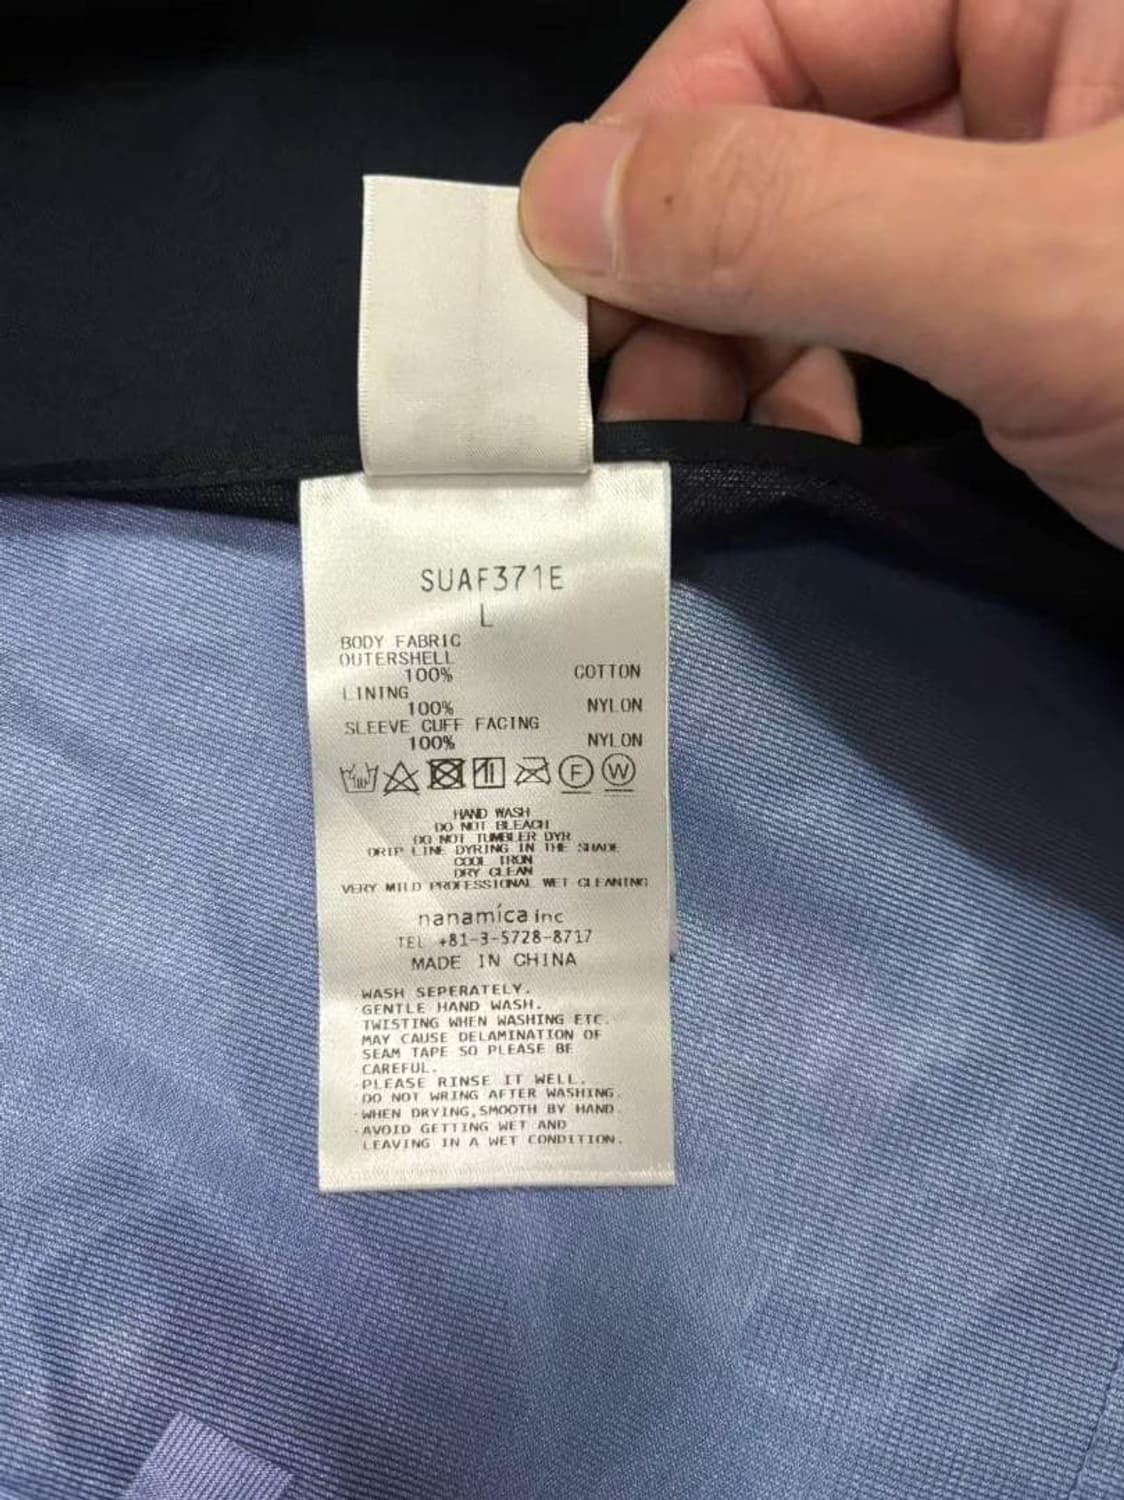 SUAF371E
L
BODY FABRIC
OUTERSHELL
100% COTTON
LINING
100% NYLON
SLEEVE CUFF FACING
100% NYLON
F W
HAND WASH
DO NOT BLEACH
DO NOT TUMBLER DYR
DRIP LINE DYRING IN THE SHADE
COOL IRON
DRY CLEAN
VERY MILD PROFESSIONAL WET CLEANING
nanamica inc
TEL +81-3-5728-8717
MADE IN CHINA
WASH SEPERATELY.
·GENTLE HAND WASH.
TWISTING WHEN WASHING ETC.
MAY CAUSE DELAMINATION OF
SEAM TAPE SO PLEASE BE
CAREFUL.
·PLEASE RINSE IT WELL.
DO NOT WRING AFTER WASHING.
·WHEN DRYING,SMOOTH BY HAND.
·AVOID GETTING WET AND
LEAVING IN A WET CONDITION.